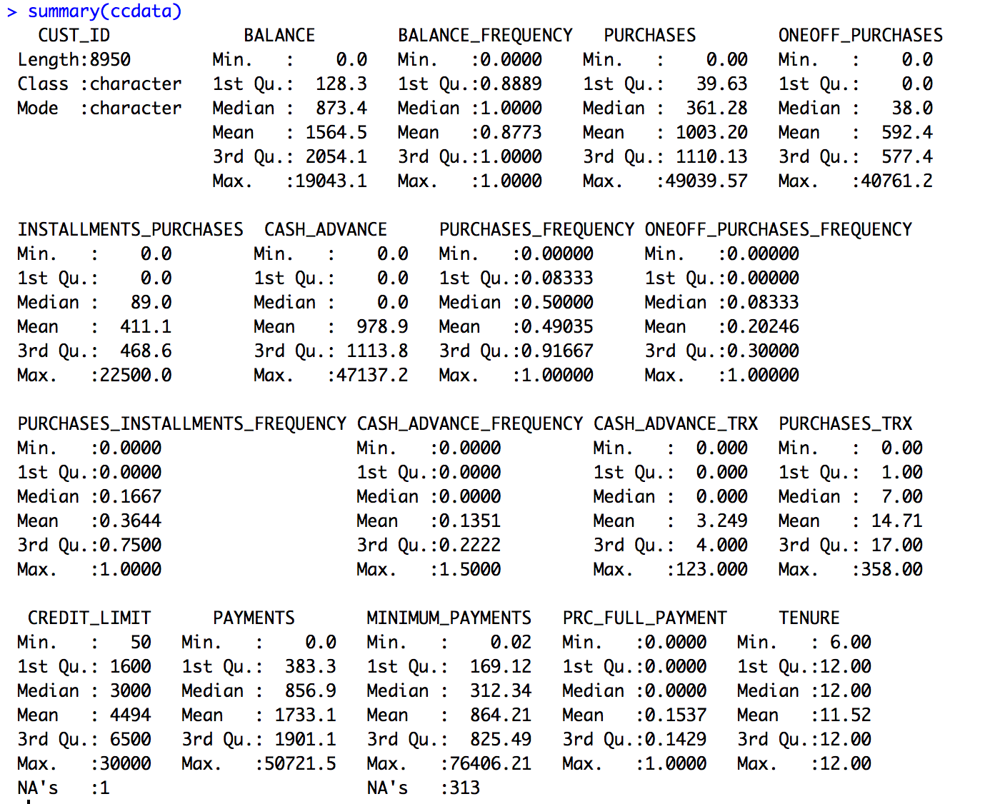 > summary(ccdata)
   CUST_ID             BALANCE        BALANCE_FREQUENCY   PURCHASES        ONEOFF_PURCHASES
 Length:8950        Min.   :    0.0   Min.   :0.0000    Min.   :    0.00   Min.   :    0.0
 Class :character   1st Qu.:  128.3   1st Qu.:0.8889    1st Qu.:   39.63   1st Qu.:    0.0
 Mode  :character   Median :  873.4   Median :1.0000    Median :  361.28   Median :   38.0
                    Mean   : 1564.5   Mean   :0.8773    Mean   : 1003.20   Mean   :  592.4
                    3rd Qu.: 2054.1   3rd Qu.:1.0000    3rd Qu.: 1110.13   3rd Qu.:  577.4
                    Max.   :19043.1   Max.   :1.0000    Max.   :49039.57   Max.   :40761.2
 INSTALLMENTS_PURCHASES  CASH_ADVANCE     PURCHASES_FREQUENCY ONEOFF_PURCHASES_FREQUENCY
 Min.   :    0.0        Min.   :    0.0   Min.   :0.00000     Min.   :0.00000
 1st Qu.:    0.0        1st Qu.:    0.0   1st Qu.:0.08333     1st Qu.:0.00000
 Median :   89.0        Median :    0.0   Median :0.50000     Median :0.08333
 Mean   :  411.1        Mean   :  978.9   Mean   :0.49035     Mean   :0.20246
 3rd Qu.:  468.6        3rd Qu.: 1113.8   3rd Qu.:0.91667     3rd Qu.:0.30000
 Max.   :22500.0        Max.   :47137.2   Max.   :1.00000     Max.   :1.00000
 PURCHASES_INSTALLMENTS_FREQUENCY CASH_ADVANCE_FREQUENCY CASH_ADVANCE_TRX  PURCHASES_TRX
 Min.   :0.0000                   Min.   :0.0000         Min.   :  0.000   Min.   :  0.00
 1st Qu.:0.0000                   1st Qu.:0.0000         1st Qu.:  0.000   1st Qu.:  1.00
 Median :0.1667                   Median :0.0000         Median :  0.000   Median :  7.00
 Mean   :0.3644                   Mean   :0.1351         Mean   :  3.249   Mean   : 14.71
 3rd Qu.:0.7500                   3rd Qu.:0.2222         3rd Qu.:  4.000   3rd Qu.: 17.00
 Max.   :1.0000                   Max.   :1.5000         Max.   :123.000   Max.   :358.00
  CREDIT_LIMIT      PAYMENTS       MINIMUM_PAYMENTS   PRC_FULL_PAYMENT     TENURE
 Min.   :   50   Min.   :    0.0   Min.   :    0.02   Min.   :0.0000   Min.   : 6.00
 1st Qu.: 1600   1st Qu.:  383.3   1st Qu.:  169.12   1st Qu.:0.0000   1st Qu.:12.00
 Median : 3000   Median :  856.9   Median :  312.34   Median :0.0000   Median :12.00
 Mean   : 4494   Mean   : 1733.1   Mean   :  864.21   Mean   :0.1537   Mean   :11.52
 3rd Qu.: 6500   3rd Qu.: 1901.1   3rd Qu.:  825.49   3rd Qu.:0.1429   3rd Qu.:12.00
 Max.   :30000   Max.   :50721.5   Max.   :76406.21   Max.   :1.0000   Max.   :12.00
 NA's   :1                         NA's   :313